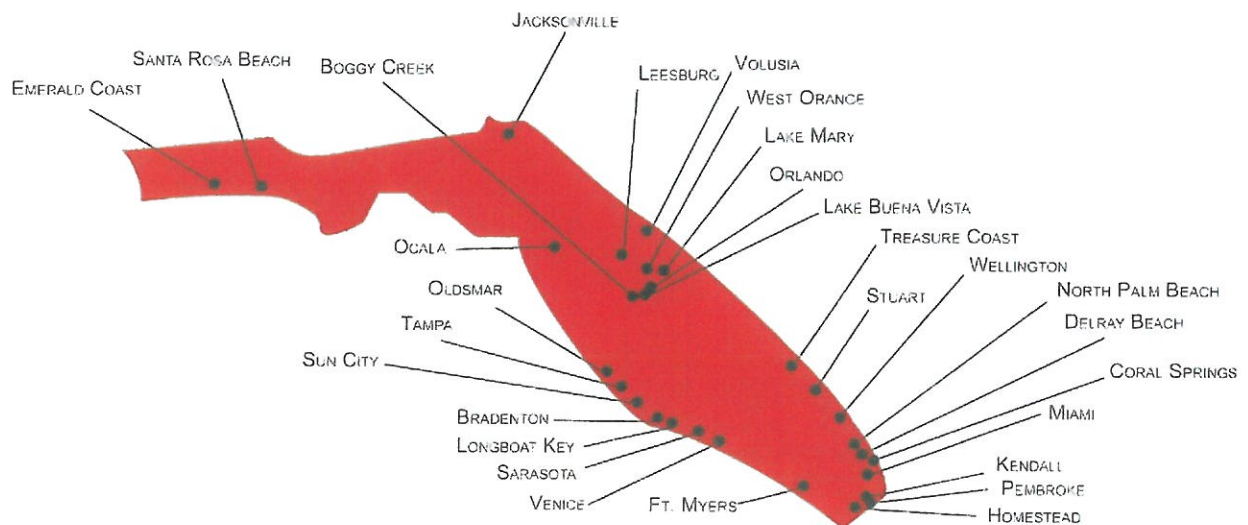 JACKSONVILLE
SANTA ROSA BEACH
BOGGY CREEK
LEESBURG
VOLUSIA
EMERALD COAST
WEST ORANGE
LAKE MARY
ORLANDO
LAKE BUENA VISTA
TREASURE COAST
OCALA
WELLINGTON
OLDSMAR
STUART
NORTH PALM BEACH
TAMPA
DELRAY BEACH
SUN CITY
CORAL SPRINGS
MIAMI
BRADENTON
LONGBOAT KEY
SARASOTA
KENDALL
VENICE
FT. MYERS
PEMBROKE
HOMESTEAD